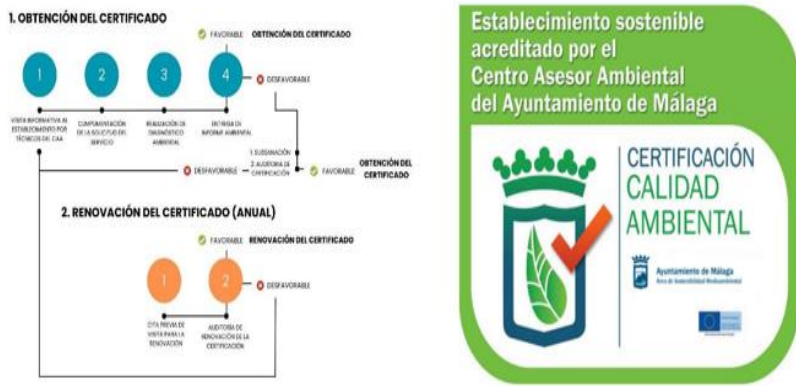 1. OBTENCIÓN DEL CERTIFICADO
FAVORABLE OBTENCIÓN DEL CERTIFICADO
1
2
3
4
DESFAVORABLE
VISITA INFORMATIVA AL
ESTABLECIMIENTO POR
TÉCNICOS DEL CAA
CUMPLIMENTACIÓN
DE LA SOLICITUD DEL
SERVICIO
REALIZACIÓN DE
DIAGNÓSTICO
AMBIENTAL
ENTREGA DE
INFORME AMBIENTAL
DESFAVORABLE
1. SUBSANACIÓN
2. AUDITORÍA DE
CERTIFICACIÓN
FAVORABLE
OBTENCIÓN DEL
CERTIFICADO
2. RENOVACIÓN DEL CERTIFICADO (ANUAL)
FAVORABLE RENOVACIÓN DEL CERTIFICADO
1
2
DESFAVORABLE
CITA PREVIA DE
VISITA PARA LA
RENOVACIÓN
AUDITORÍA DE
RENOVACIÓN DE LA
CERTIFICACIÓN
Establecimiento sostenible
acreditado por el
Centro Asesor Ambiental
del Ayuntamiento de Málaga
CERTIFICACIÓN
CALIDAD
AMBIENTAL
Ayuntamiento de Málaga
Área de Sostenibilidad Medioambiental